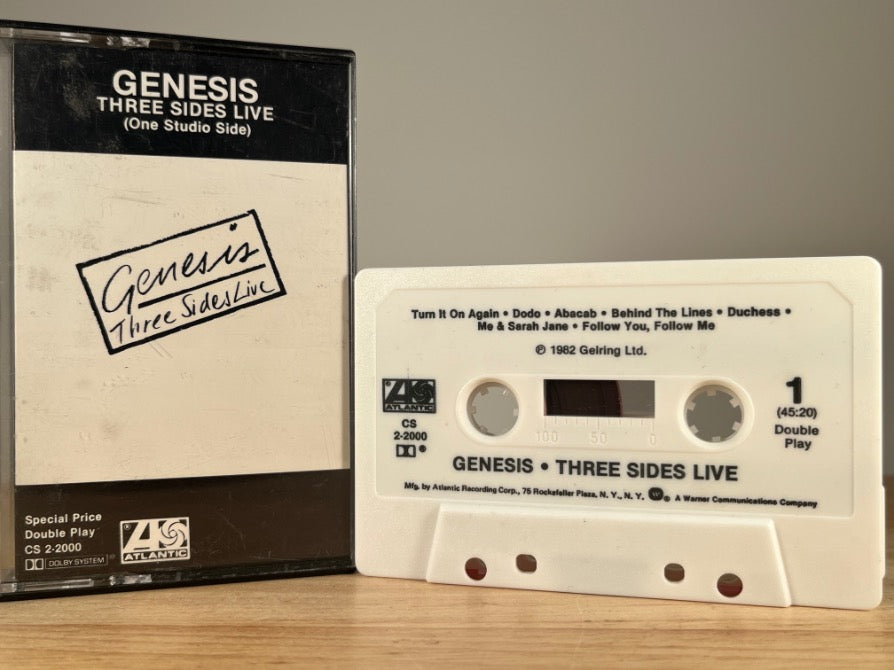 GENESIS
THREE SIDES LIVE
(One Studio Side)
Genesis
Three Sides Live
Special Price
Double Play
CS 2-2000
DOLBY SYSTEM
ATLANTIC
Turn It On Again • Dodo • Abacab • Behind The Lines • Duchess •
Me & Sarah Jane • Follow You, Follow Me
℗ 1982 Gelring Ltd.
ATLANTIC
CS
2-2000
1
(45:20)
Double
Play
100 50 0
GENESIS • THREE SIDES LIVE
Mfg. by Atlantic Recording Corp., 75 Rockefeller Plaza, N.Y., N.Y. ® A Warner Communications Company